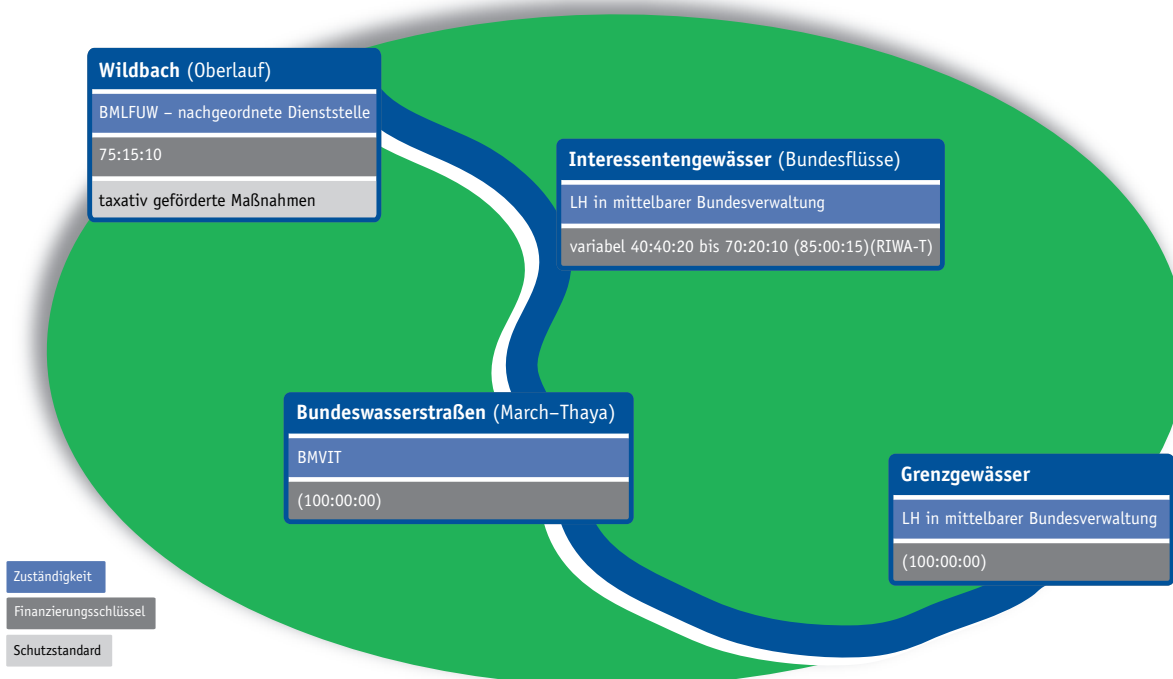 Wildbach (Oberlauf)
BMLFUW – nachgeordnete Dienststelle
75:15:10
taxativ geförderte Maßnahmen
Interessentengewässer (Bundesflüsse)
LH in mittelbarer Bundesverwaltung
variabel 40:40:20 bis 70:20:10 (85:00:15)(RIWA-T)
Bundeswasserstraßen (March–Thaya)
BMVIT
(100:00:00)
Grenzgewässer
LH in mittelbarer Bundesverwaltung
(100:00:00)
Zuständigkeit
Finanzierungsschlüssel
Schutzstandard